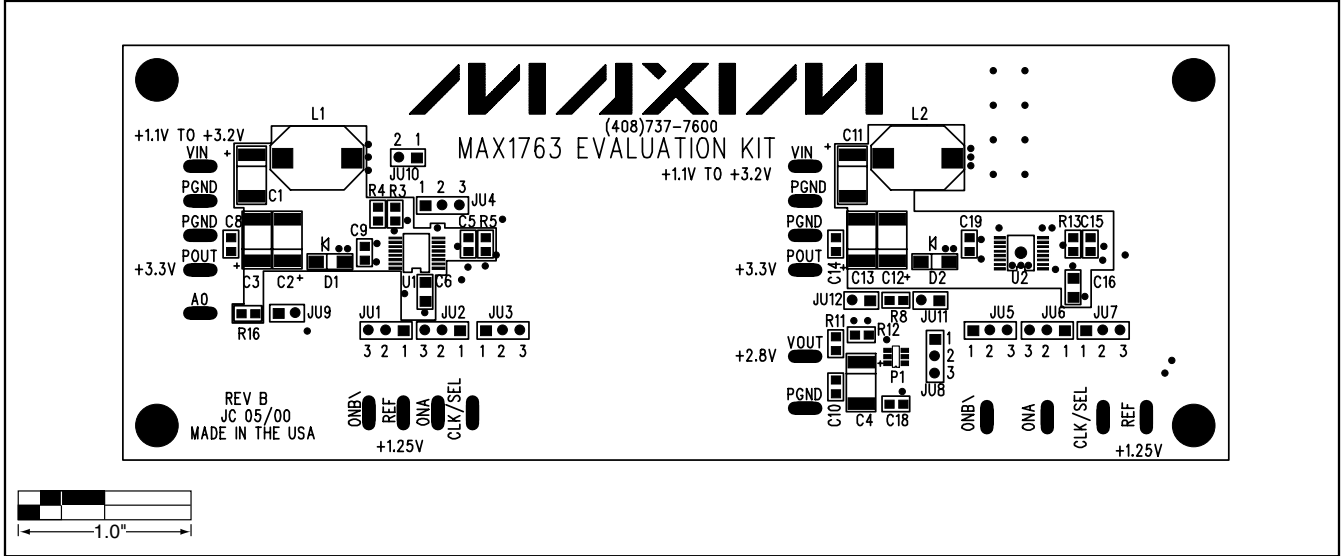 MAXIM
(408)737-7600
MAX1763 EVALUATION KIT
+1.1V TO +3.2V
VIN
PGND
PGND
POUT
+3.3V
A0
L1
+
C1
C8
+
C3
C2
+
D1
C9
2 1
JU10
R4
R3
1 2 3
JU4
C5
R5
U1
C6
R16
JU9
JU1
3 2 1
JU2
3 2 1
JU3
1 2 3
REV B
JC 05/00
MADE IN THE USA
ONB\
REF
ONA
CLK/SEL
+1.25V
+1.1V TO +3.2V
VIN
PGND
PGND
POUT
+3.3V
C11
+
L2
C14
+
C13
C12
+
D2
C19
U2
R13
C15
C16
JU12
R8
JU11
R11
R12
VOUT
+2.8V
PGND
C10
+
C4
P1
C18
1
2
3
JU8
JU5
1 2 3
JU6
3 2 1
JU7
1 2 3
ONB\
ONA
CLK/SEL
REF
+1.25V
1.0"